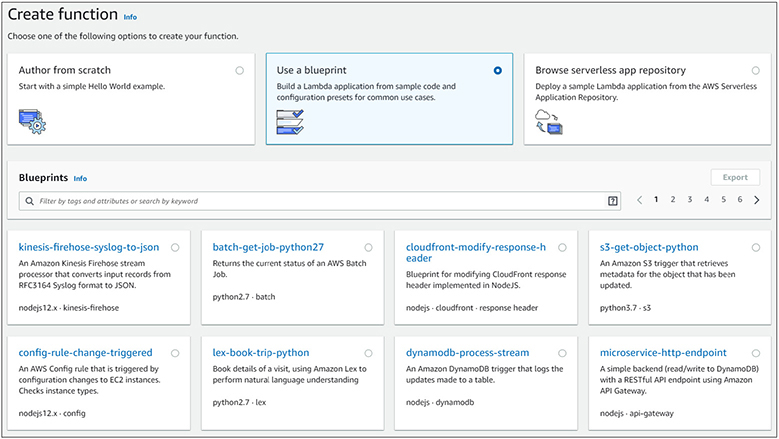 Create function Info
Choose one of the following options to create your function.
Author from scratch
Start with a simple Hello World example.
Use a blueprint
Build a Lambda application from sample code and
configuration presets for common use cases.
Browse serverless app repository
Deploy a sample Lambda application from the AWS Serverless
Application Repository.
Blueprints Info
Export
Filter by tags and attributes or search by keyword
?
1 2 3 4 5 6
kinesis-firehose-syslog-to-json
An Amazon Kinesis Firehose stream
processor that converts input records from
RFC3164 Syslog format to JSON.
nodejs12.x · kinesis-firehose
batch-get-job-python27
Returns the current status of an AWS Batch
Job.
python2.7 · batch
cloudfront-modify-response-h
eader
Blueprint for modifying CloudFront response
header implemented in NodeJS.
nodejs · cloudfront · response header
s3-get-object-python
An Amazon S3 trigger that retrieves
metadata for the object that has been
updated.
python3.7 · s3
config-rule-change-triggered
An AWS Config rule that is triggered by
configuration changes to EC2 instances.
Checks instance types.
nodejs12.x · config
lex-book-trip-python
Book details of a visit, using Amazon Lex to
perform natural language understanding
python2.7 · lex
dynamodb-process-stream
An Amazon DynamoDB trigger that logs the
updates made to a table.
nodejs · dynamodb
microservice-http-endpoint
A simple backend (read/write to DynamoDB)
with a RESTful API endpoint using Amazon
API Gateway.
nodejs · api-gateway